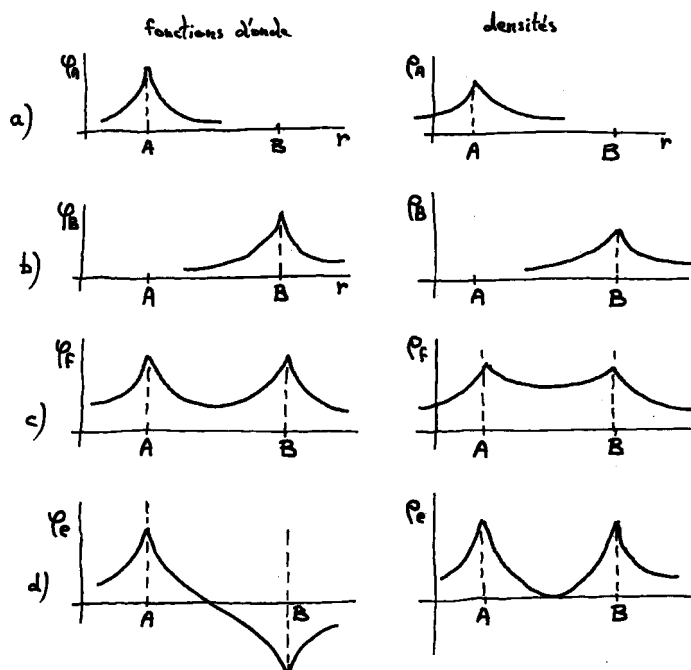 fonctions d'onde densités
a) φA A B r ρA A B r
b) φB A B r ρB A B
c) φF A B ρF A B
d) φe A B ρe A B